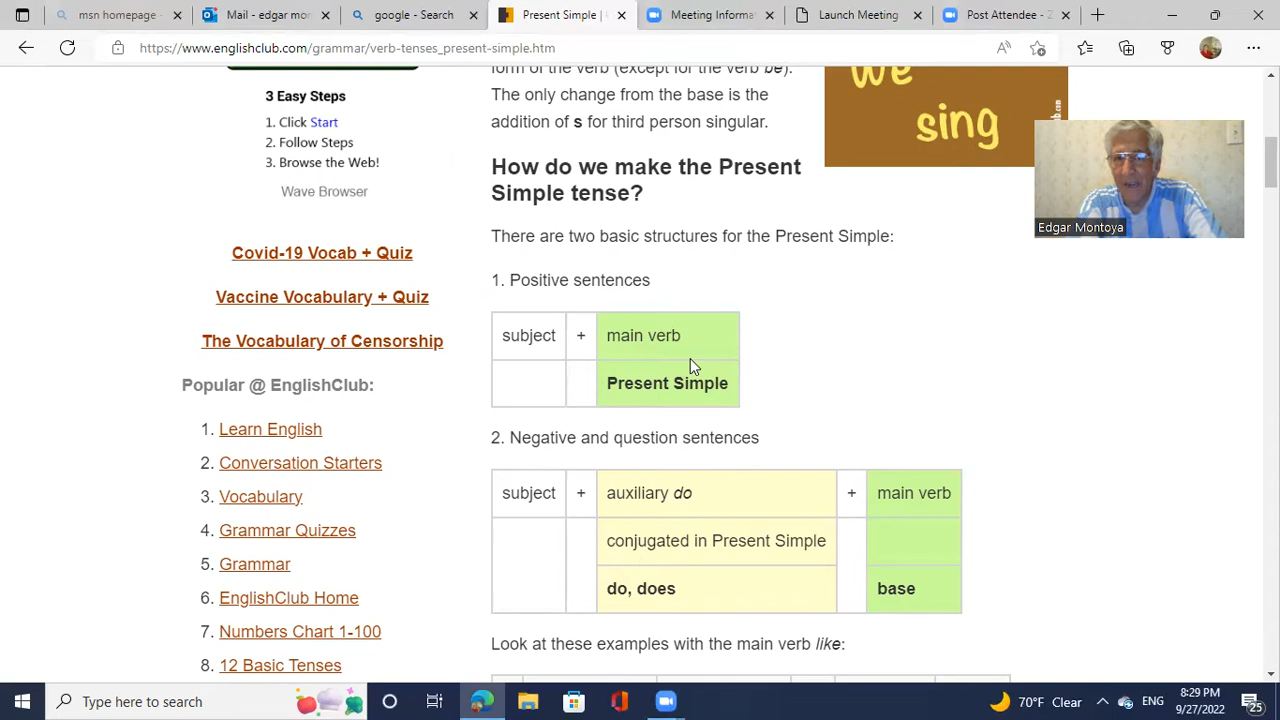 Mail -
google - Search
Meeting Informat
Launch Meeting
Post Attendee - Z
https://www.englishclub.com/grammar/verb-tenses_present-simple.htm
form of the verb (except for the verb be).
The only change from the base is the
addition of s for third person singular.
we
sing
3 Easy Steps
1. Click Start
2. Follow Steps
3. Browse the Web!
Wave Browser
How do we make the Present
Simple tense?
Edgar Montoya
There are two basic structures for the Present Simple:
Covid-19 Vocab + Quiz
Vaccine Vocabulary + Quiz
The Vocabulary of Censorship
1. Positive sentences
subject + main verb
Present Simple
Popular @ EnglishClub:
1. Learn English
2. Conversation Starters
3. Vocabulary
4. Grammar Quizzes
5. Grammar
6. EnglishClub Home
7. Numbers Chart 1-100
8. 12 Basic Tenses
2. Negative and question sentences
subject + auxiliary do + main verb
conjugated in Present Simple
do, does base
Look at these examples with the main verb like:
Type here to search
70°F Clear
ENG
8:29 PM
9/27/2022
25